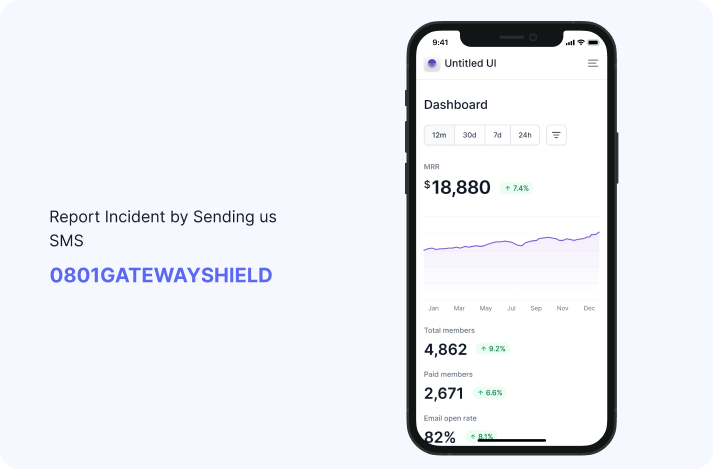 Report Incident by Sending us
SMS
0801GATEWAYSHIELD
9:41
Untitled UI
Dashboard
12m 30d 7d 24h
MRR
$18,880 ↑ 7.4%
Jan Mar May Jul Sep Nov Dec
Total members
4,862 ↑ 9.2%
Paid members
2,671 ↑ 6.6%
Email open rate
82% ↑ 8.1%